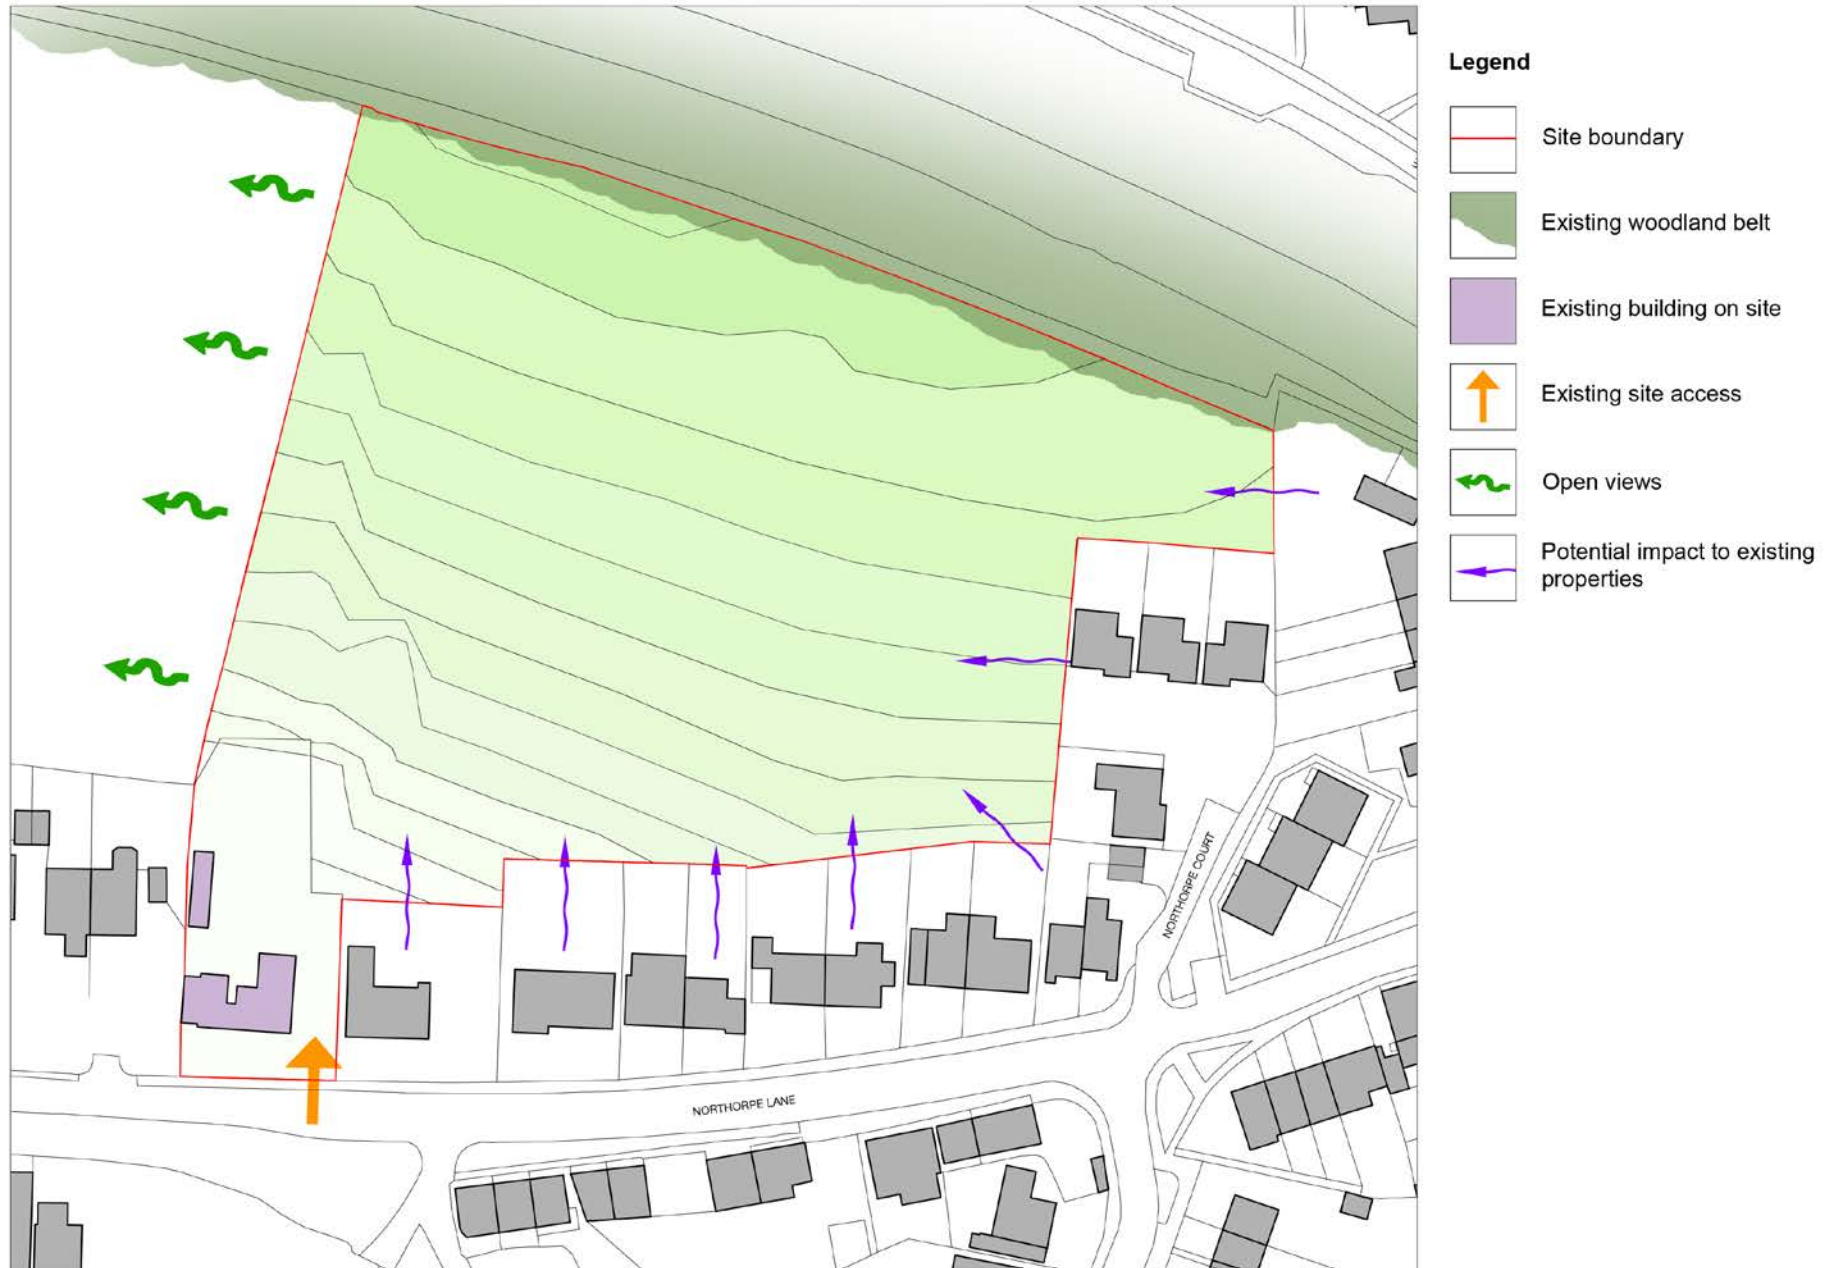 Legend
Site boundary
Existing woodland belt
Existing building on site
Existing site access
Open views
Potential impact to existing
properties
NORTHORPE COURT
NORTHORPE LANE